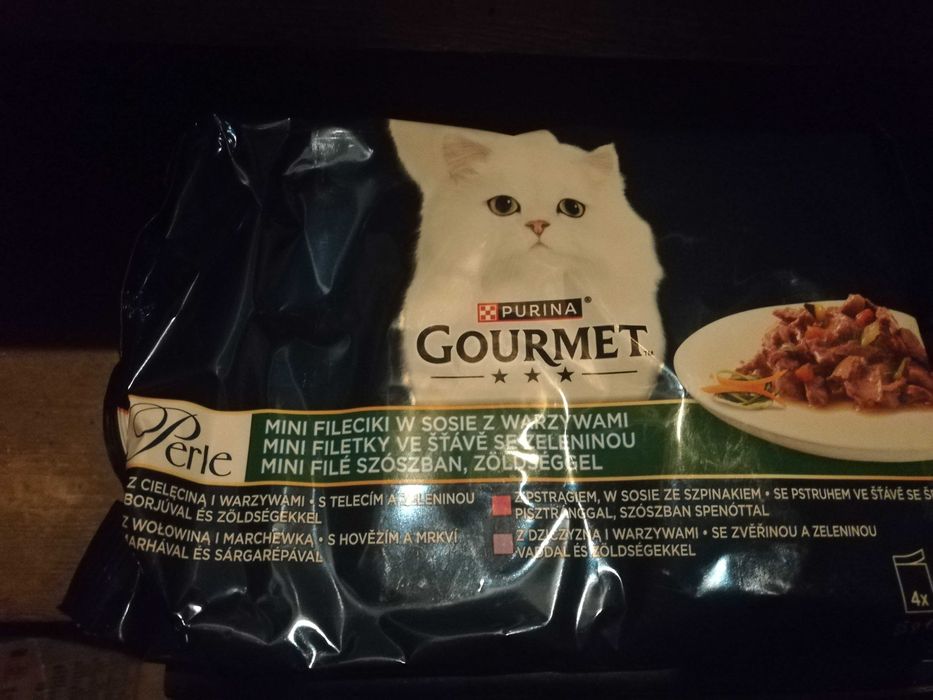 PURINA®
GOURMET™
Perle
MINI FILECIKI W SOSIE Z WARZYWAMI
MINI FILETKY VE ŠŤÁVĚ SE ZELENINOU
MINI FILÉ SZÓSZBAN, ZÖLDSÉGGEL
Z CIELĘCINĄ I WARZYWAMI • S TELECÍM A ZELENINOU
BORJÚVAL ÉS ZÖLDSÉGEKKEL
Z WOŁOWINĄ I MARCHEWKĄ • S HOVĚZÍM A MRKVÍ
MARHÁVAL ÉS SÁRGARÉPÁVAL
Z PSTRĄGIEM, W SOSIE ZE SZPINAKIEM • SE PSTRUHEM VE ŠŤÁVĚ SE
PISZTRÁNGGAL, SZÓSZBAN SPENÓTTAL
Z DZICZYZNĄ I WARZYWAMI • SE ZVĚŘINOU A ZELENINOU
VADDAL ÉS ZÖLDSÉGEKKEL
4x